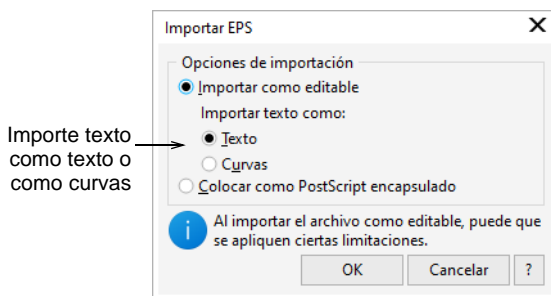 Importar EPS
Opciones de importación
Importar como editable
Importar texto como:
Texto
Curvas
Colocar como PostScript encapsulado
Importe texto
como texto o
como curvas
Al importar el archivo como editable, puede que
se apliquen ciertas limitaciones.
OK
Cancelar
?